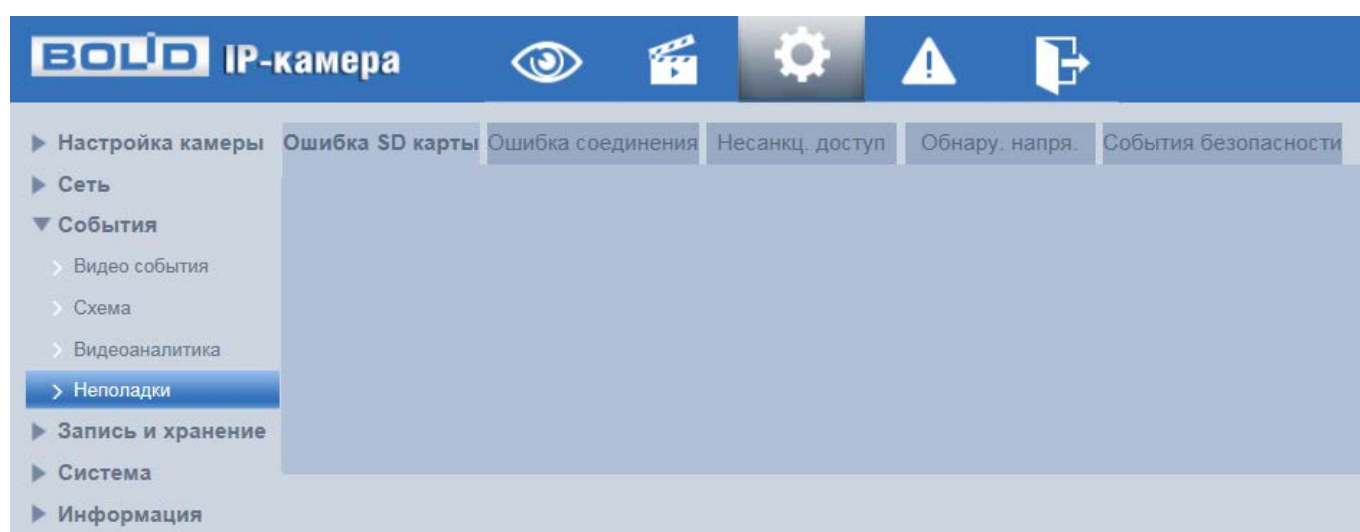 BOLID IP-камера
Настройка камеры
Ошибка SD карты Ошибка соединения Несанкц. доступ Обнару. напря. События безопасности
Сеть
События
Видео события
Схема
Видеоаналитика
Неполадки
Запись и хранение
Система
Информация